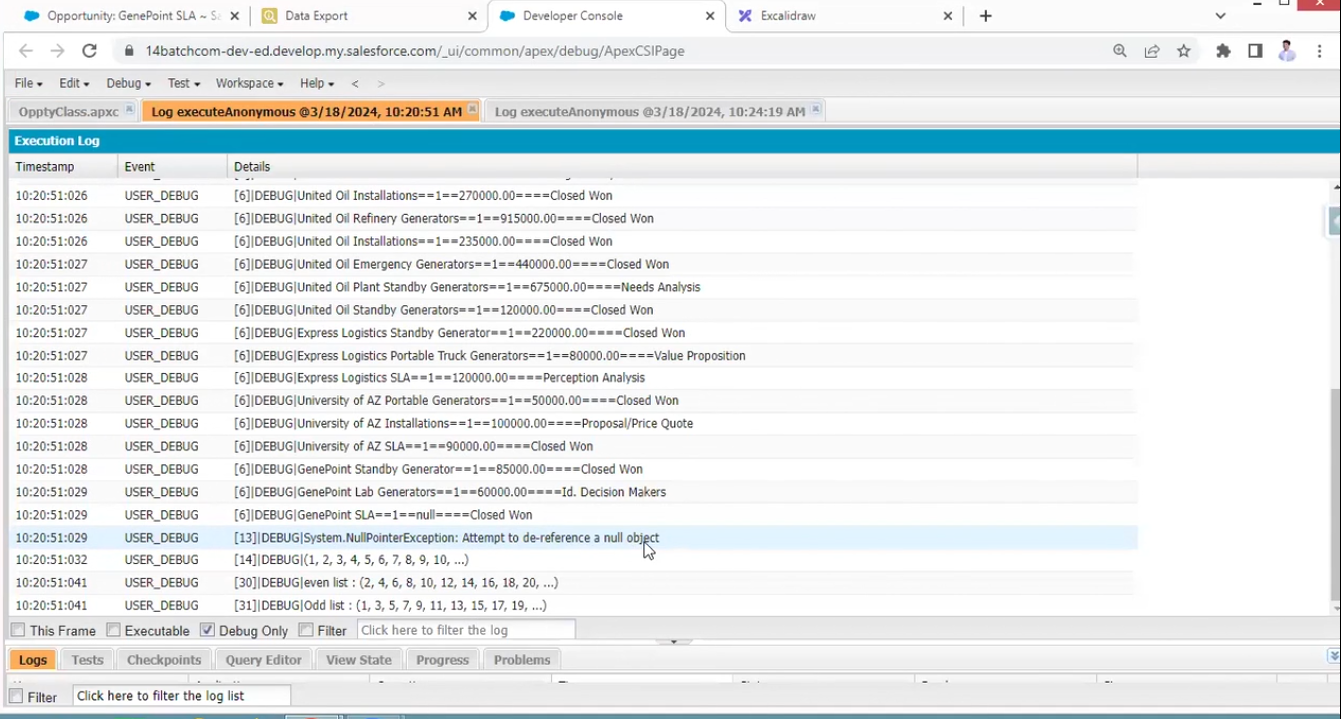 Opportunity: GenePoint SLA ~ Sa
Data Export
Developer Console
Excalidraw
14batchcom-dev-ed.develop.my.salesforce.com/_ui/common/apex/debug/ApexCSIPage
File Edit Debug Test Workspace Help < >
OpptyClass.apxc Log executeAnonymous @3/18/2024, 10:20:51 AM Log executeAnonymous @3/18/2024, 10:24:19 AM
Execution Log
Timestamp Event Details
10:20:51:026 USER_DEBUG [6]|DEBUG|United Oil Installations==1==270000.00====Closed Won
10:20:51:026 USER_DEBUG [6]|DEBUG|United Oil Refinery Generators==1==915000.00====Closed Won
10:20:51:026 USER_DEBUG [6]|DEBUG|United Oil Installations==1==235000.00====Closed Won
10:20:51:027 USER_DEBUG [6]|DEBUG|United Oil Emergency Generators==1==440000.00====Closed Won
10:20:51:027 USER_DEBUG [6]|DEBUG|United Oil Plant Standby Generators==1==675000.00====Needs Analysis
10:20:51:027 USER_DEBUG [6]|DEBUG|United Oil Standby Generators==1==120000.00====Closed Won
10:20:51:027 USER_DEBUG [6]|DEBUG|Express Logistics Standby Generator==1==220000.00====Closed Won
10:20:51:027 USER_DEBUG [6]|DEBUG|Express Logistics Portable Truck Generators==1==80000.00====Value Proposition
10:20:51:028 USER_DEBUG [6]|DEBUG|Express Logistics SLA==1==120000.00====Perception Analysis
10:20:51:028 USER_DEBUG [6]|DEBUG|University of AZ Portable Generators==1==50000.00====Closed Won
10:20:51:028 USER_DEBUG [6]|DEBUG|University of AZ Installations==1==100000.00====Proposal/Price Quote
10:20:51:028 USER_DEBUG [6]|DEBUG|University of AZ SLA==1==90000.00====Closed Won
10:20:51:028 USER_DEBUG [6]|DEBUG|GenePoint Standby Generator==1==85000.00====Closed Won
10:20:51:029 USER_DEBUG [6]|DEBUG|GenePoint Lab Generators==1==60000.00====Id. Decision Makers
10:20:51:029 USER_DEBUG [6]|DEBUG|GenePoint SLA==1==null====Closed Won
10:20:51:029 USER_DEBUG [13]|DEBUG|System.NullPointerException: Attempt to de-reference a null object
10:20:51:032 USER_DEBUG [14]|DEBUG|(1, 2, 3, 4, 5, 6, 7, 8, 9, 10, ...)
10:20:51:041 USER_DEBUG [30]|DEBUG|even list : (2, 4, 6, 8, 10, 12, 14, 16, 18, 20, ...)
10:20:51:041 USER_DEBUG [31]|DEBUG|Odd list : (1, 3, 5, 7, 9, 11, 13, 15, 17, 19, ...)
This Frame Executable Debug Only Filter Click here to filter the log
Logs Tests Checkpoints Query Editor View State Progress Problems
Filter Click here to filter the log list